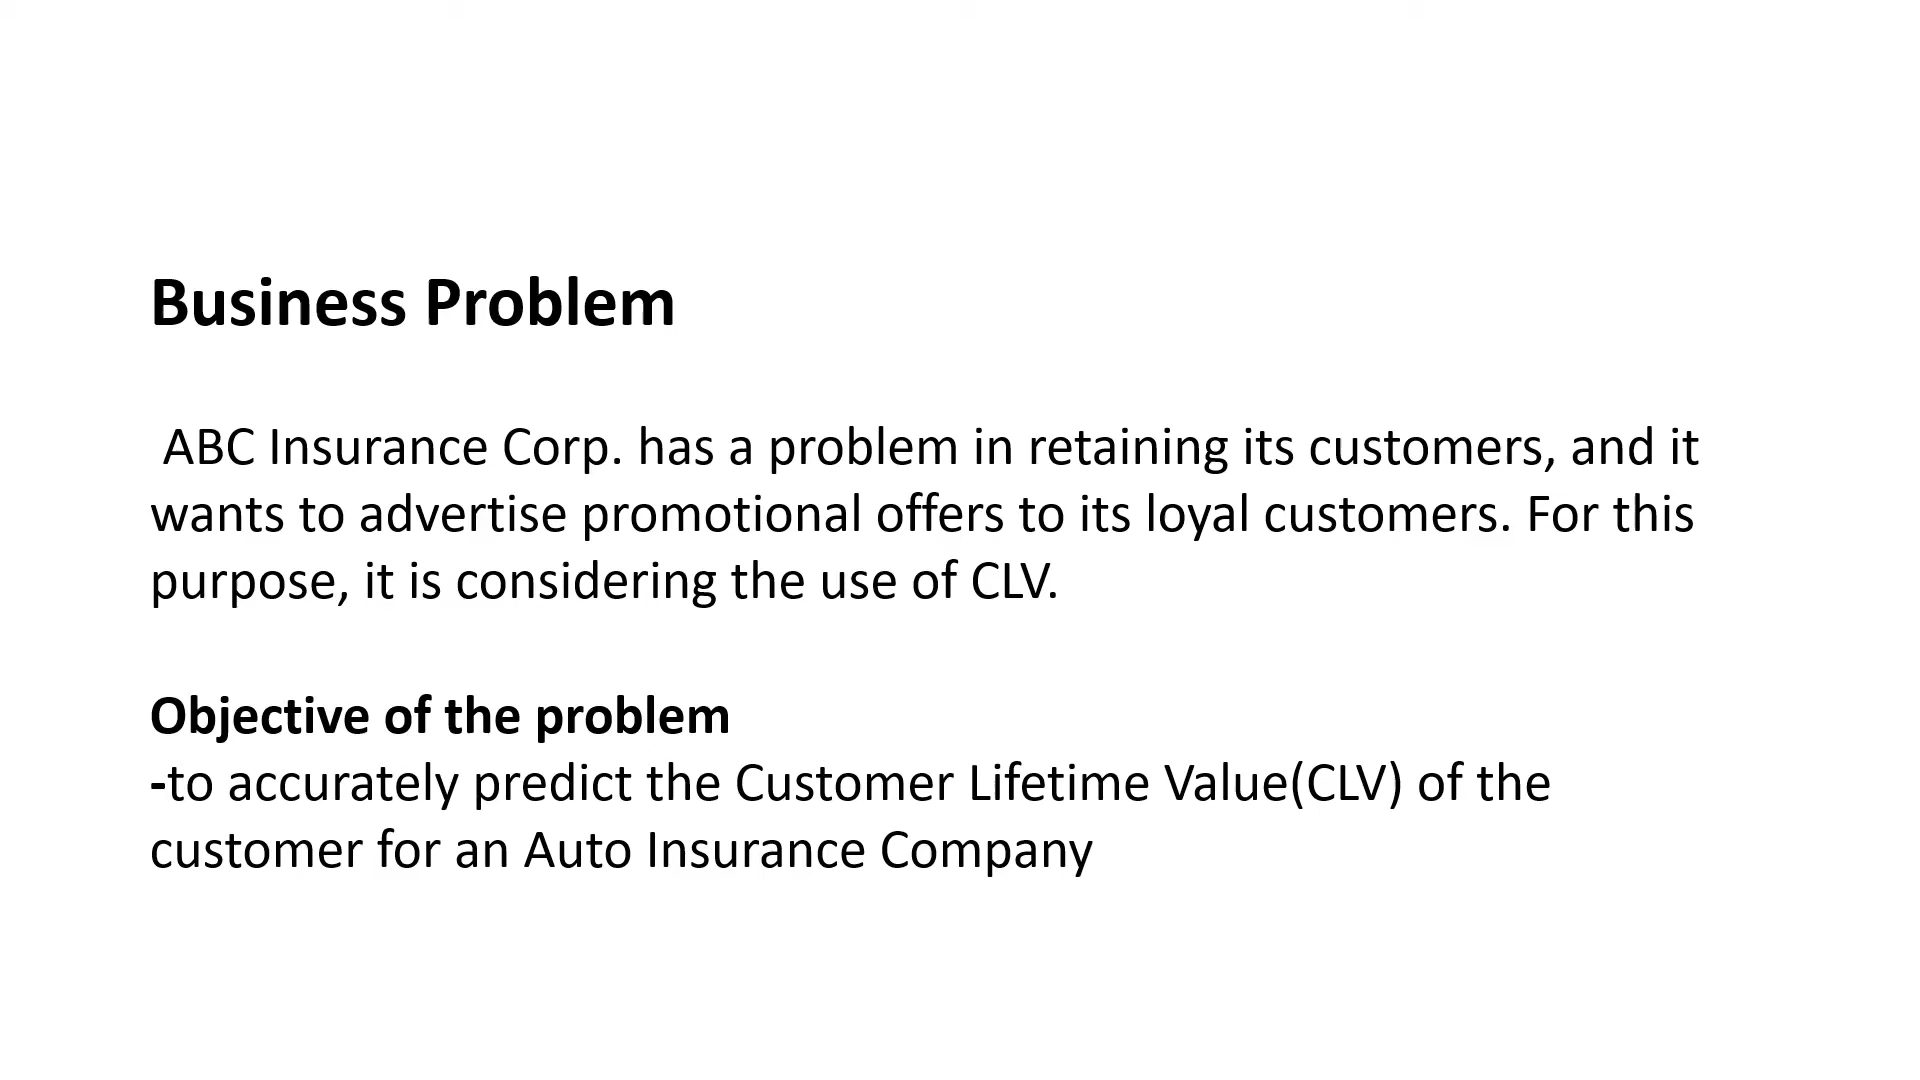 Business Problem
ABC Insurance Corp. has a problem in retaining its customers, and it
wants to advertise promotional offers to its loyal customers. For this
purpose, it is considering the use of CLV.
Objective of the problem
-to accurately predict the Customer Lifetime Value(CLV) of the
customer for an Auto Insurance Company